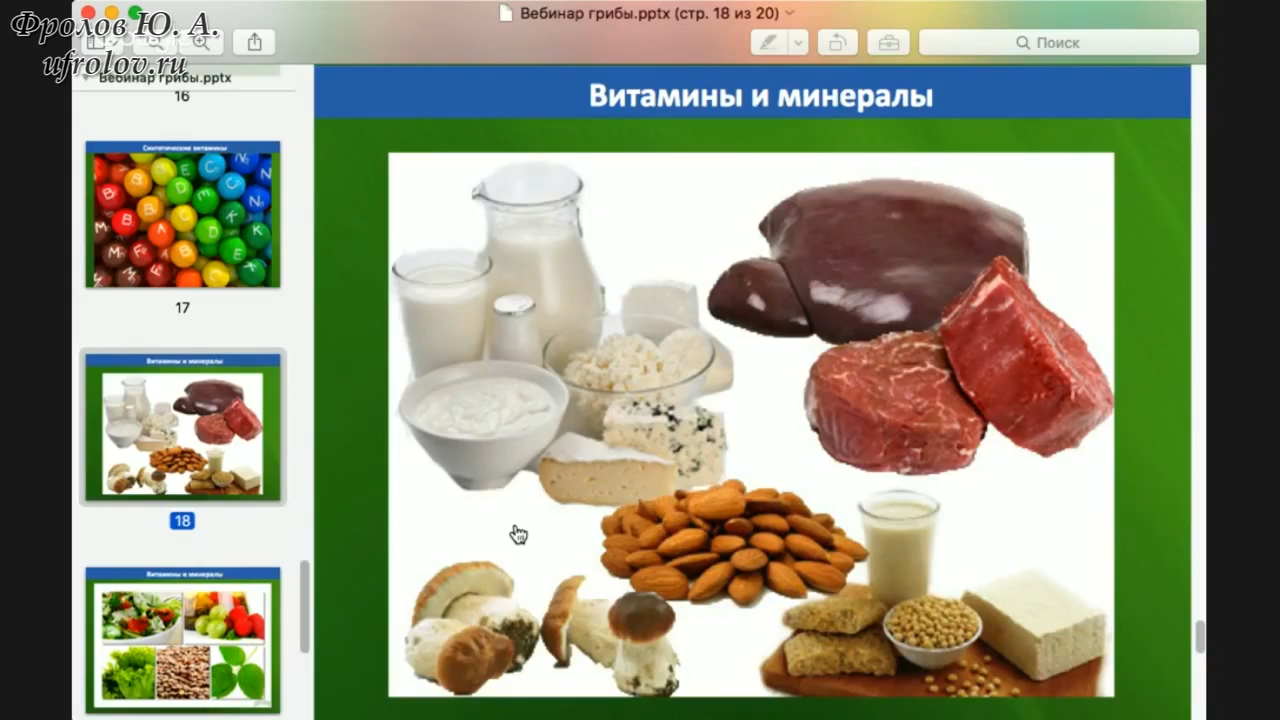 Фролов Ю. А.
ufrolov.ru
Вебинар грибы.pptx (стр. 18 из 20)
Поиск
Вебинар грибы.pptx
16
Синтетические витамины
17
Витамины и минералы
18
Витамины и минералы
Витамины и минералы